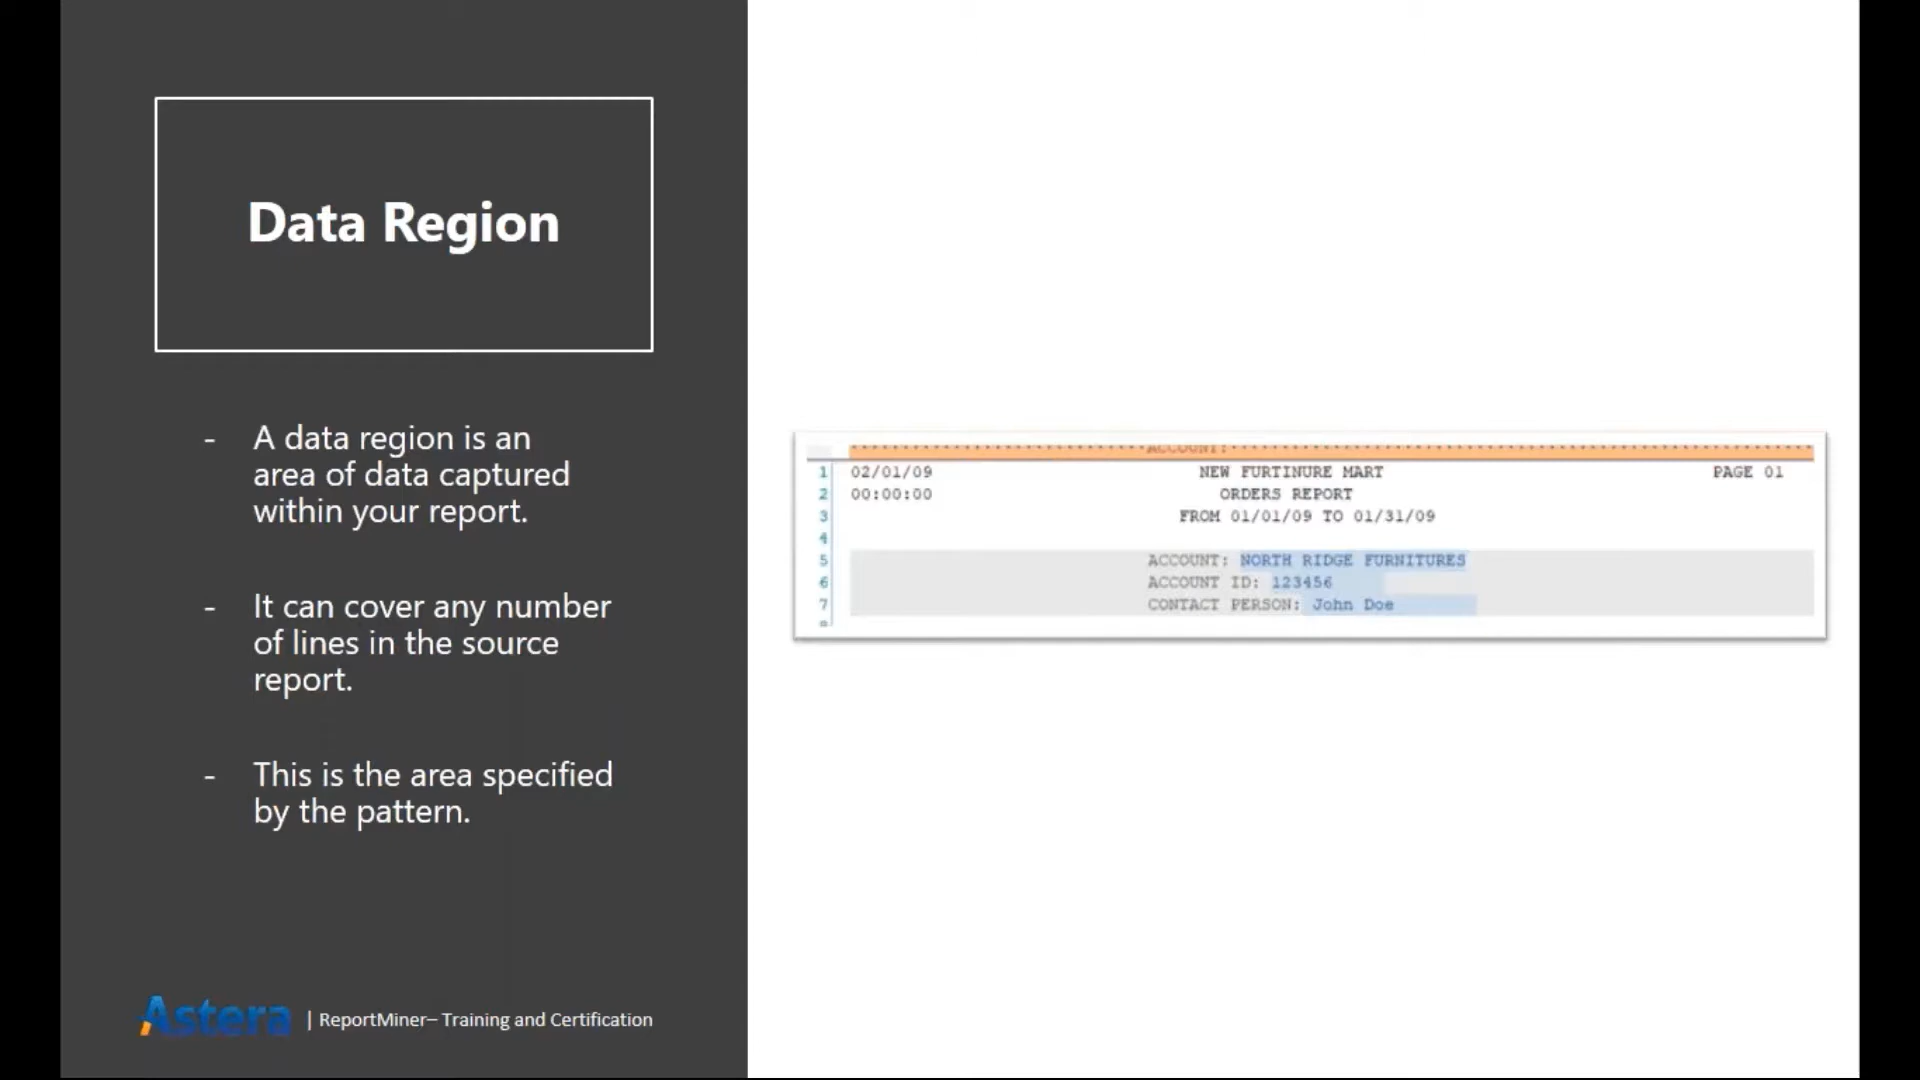 Data Region
- A data region is an
area of data captured
within your report.
- It can cover any number
of lines in the source
report.
- This is the area specified
by the pattern.
Astera | ReportMiner– Training and Certification
ACCOUNT:
1 02/01/09 NEW FURTINURE MART PAGE 01
2 00:00:00 ORDERS REPORT
3 FROM 01/01/09 TO 01/31/09
4
5 ACCOUNT: NORTH RIDGE FURNITURES
6 ACCOUNT ID: 123456
7 CONTACT PERSON: John Doe